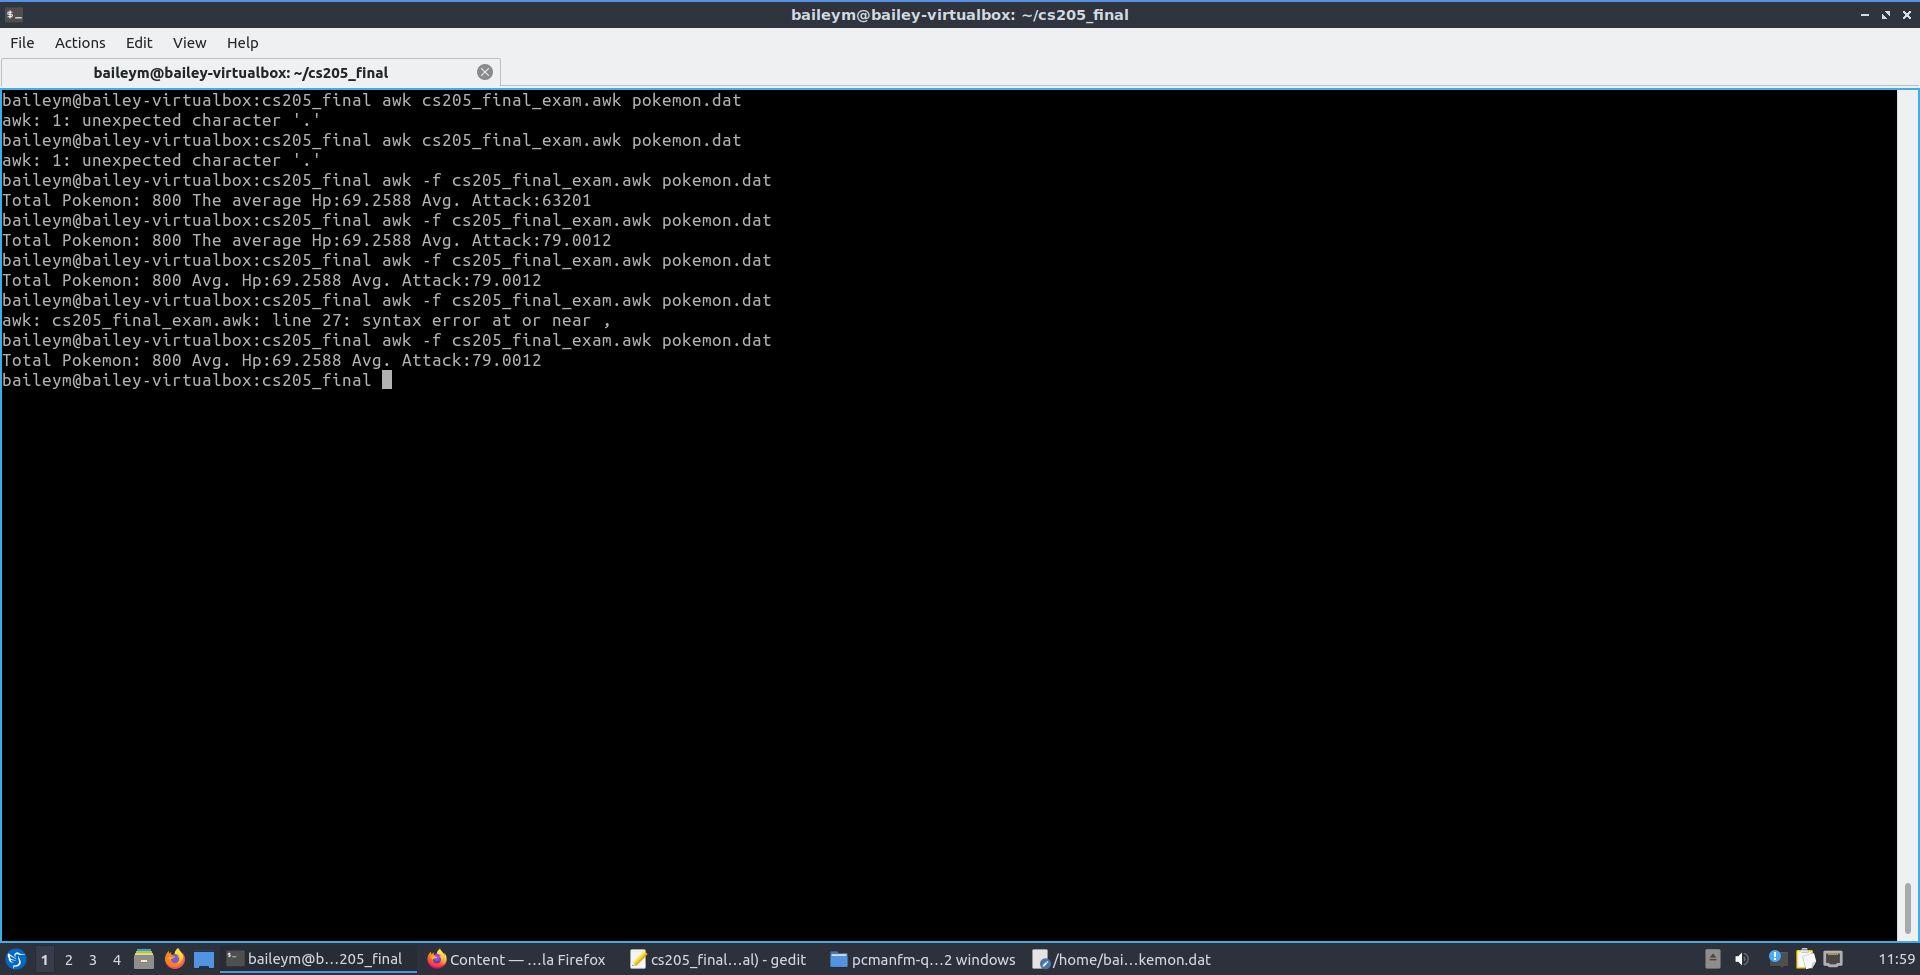 baileym@bailey-virtualbox: ~/cs205_final
File Actions Edit View Help
baileym@bailey-virtualbox: ~/cs205_final
baileym@bailey-virtualbox:cs205_final awk cs205_final_exam.awk pokemon.dat
awk: 1: unexpected character '.'
baileym@bailey-virtualbox:cs205_final awk cs205_final_exam.awk pokemon.dat
awk: 1: unexpected character '.'
baileym@bailey-virtualbox:cs205_final awk -f cs205_final_exam.awk pokemon.dat
Total Pokemon: 800 The average Hp:69.2588 Avg. Attack:63201
baileym@bailey-virtualbox:cs205_final awk -f cs205_final_exam.awk pokemon.dat
Total Pokemon: 800 The average Hp:69.2588 Avg. Attack:79.0012
baileym@bailey-virtualbox:cs205_final awk -f cs205_final_exam.awk pokemon.dat
Total Pokemon: 800 Avg. Hp:69.2588 Avg. Attack:79.0012
baileym@bailey-virtualbox:cs205_final awk -f cs205_final_exam.awk pokemon.dat
awk: cs205_final_exam.awk: line 27: syntax error at or near ,
baileym@bailey-virtualbox:cs205_final awk -f cs205_final_exam.awk pokemon.dat
Total Pokemon: 800 Avg. Hp:69.2588 Avg. Attack:79.0012
baileym@bailey-virtualbox:cs205_final
1 2 3 4 baileym@b...205_final Content — ...la Firefox cs205_final...al) - gedit pcmanfm-q...2 windows /home/bai...kemon.dat 11:59